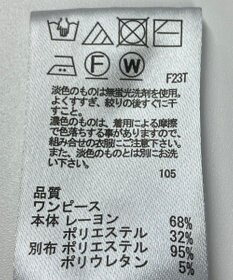 F W
F23T
淡色のものは無蛍光洗剤を使用。
よくすすぎ、絞りの後すぐに干
すこと。
濃色のものは、着用による摩擦
で色落ちする事がありますので、
組み合せの衣服にご注意下さい。
また、淡色のものとは別にお洗
い下さい。
105
品質
ワンピース
本体 レーヨン 68%
ポリエステル 32%
別布 ポリエステル 95%
ポリウレタン 5%